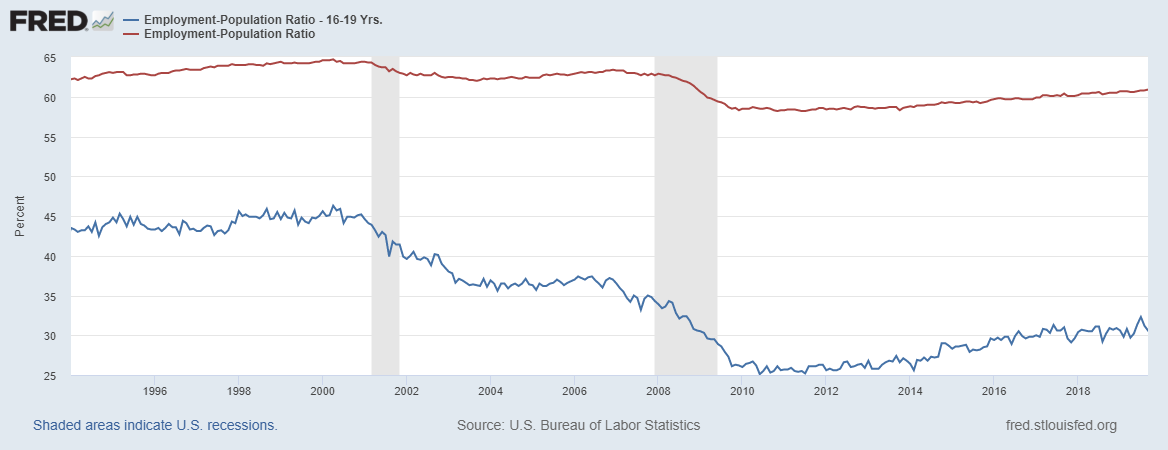 FRED
Employment-Population Ratio - 16-19 Yrs.
Employment-Population Ratio
Percent
65
60
55
50
45
40
35
30
25
1996 1998 2000 2002 2004 2006 2008 2010 2012 2014 2016 2018
Shaded areas indicate U.S. recessions. Source: U.S. Bureau of Labor Statistics fred.stlouisfed.org